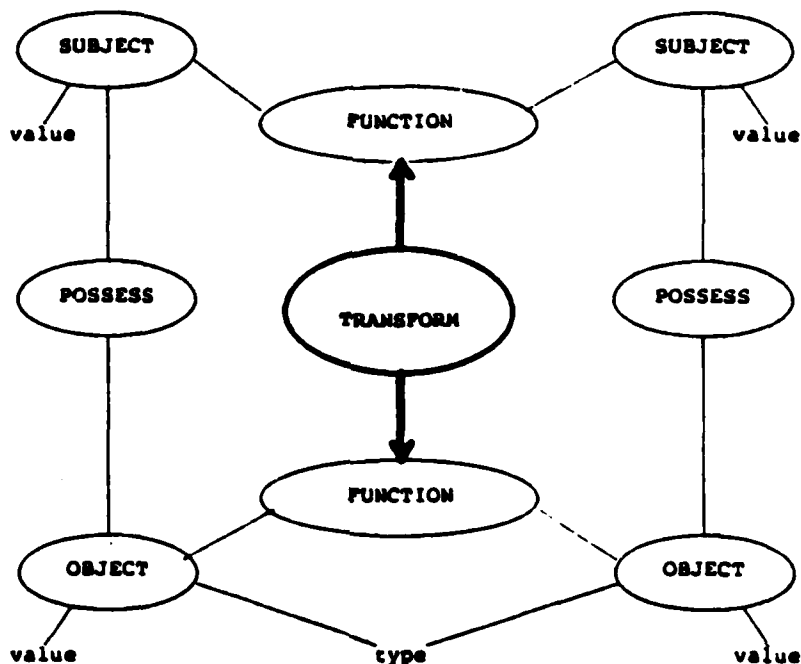 SUBJECT SUBJECT
FUNCTION
value value
POSSESS POSSESS
TRANSFORM
FUNCTION
OBJECT OBJECT
value type value